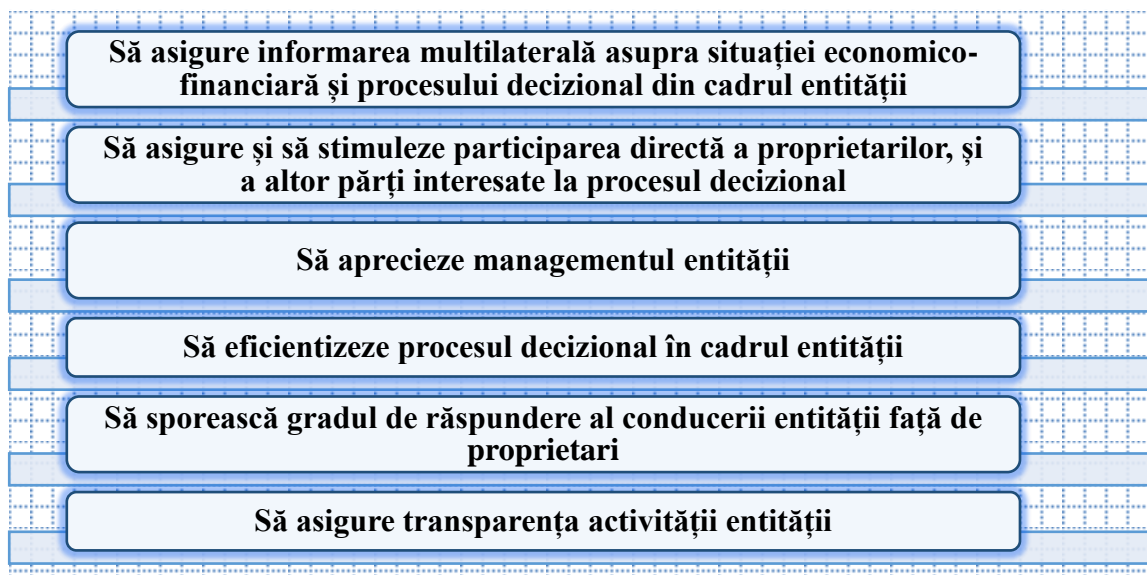 Să asigure informarea multilaterală asupra situației economico-
financiară și procesului decizional din cadrul entității
Să asigure și să stimuleze participarea directă a proprietarilor, și
a altor părți interesate la procesul decizional
Să aprecieze managementul entității
Să eficientizeze procesul decizional în cadrul entității
Să sporească gradul de răspundere al conducerii entității față de
proprietari
Să asigure transparența activității entității